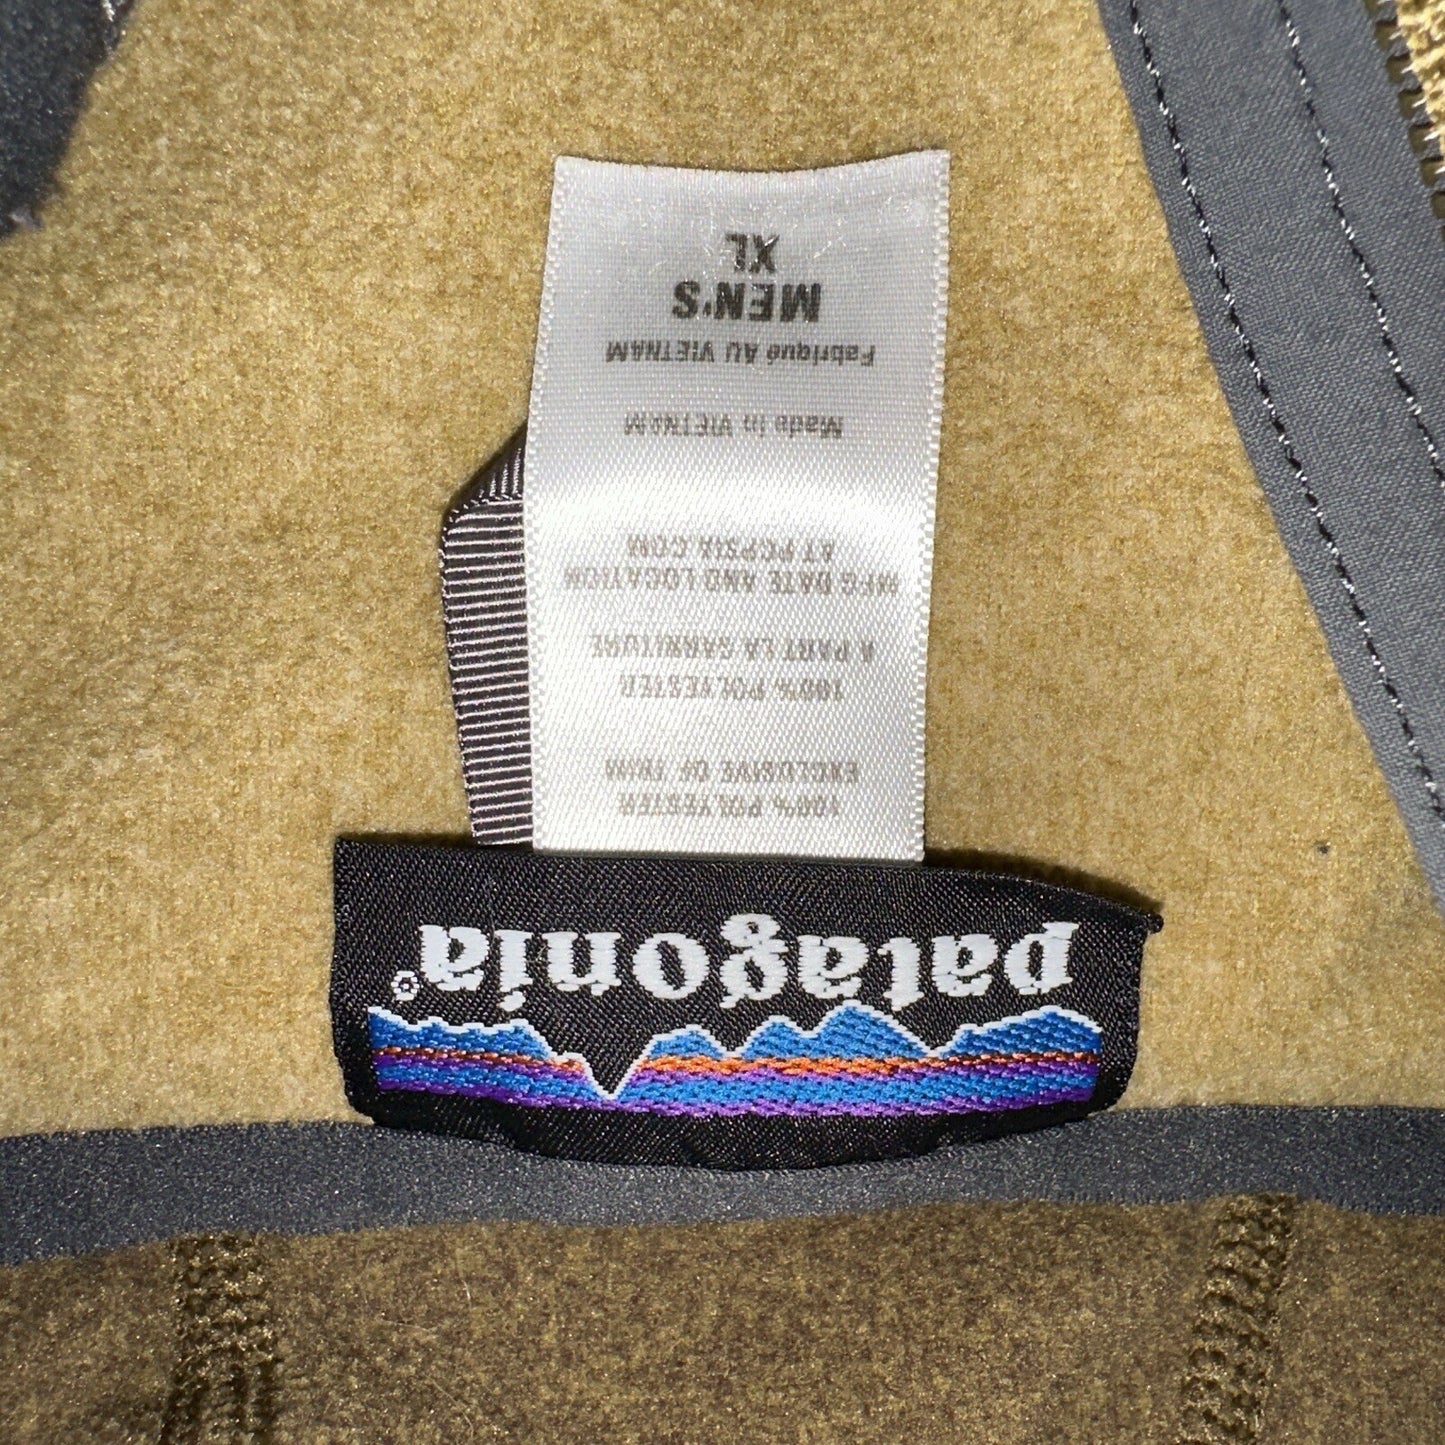 patagonia®
100% POLYESTER
EXCLUSIVE OF TRIM
100% POLYESTER
A PART LA GARNITURE
MFG DATE AND LOCATION
AT PCPSIA.COM
Made in VIETNAM
Fabriqué AU VIETNAM
MEN'S
XL